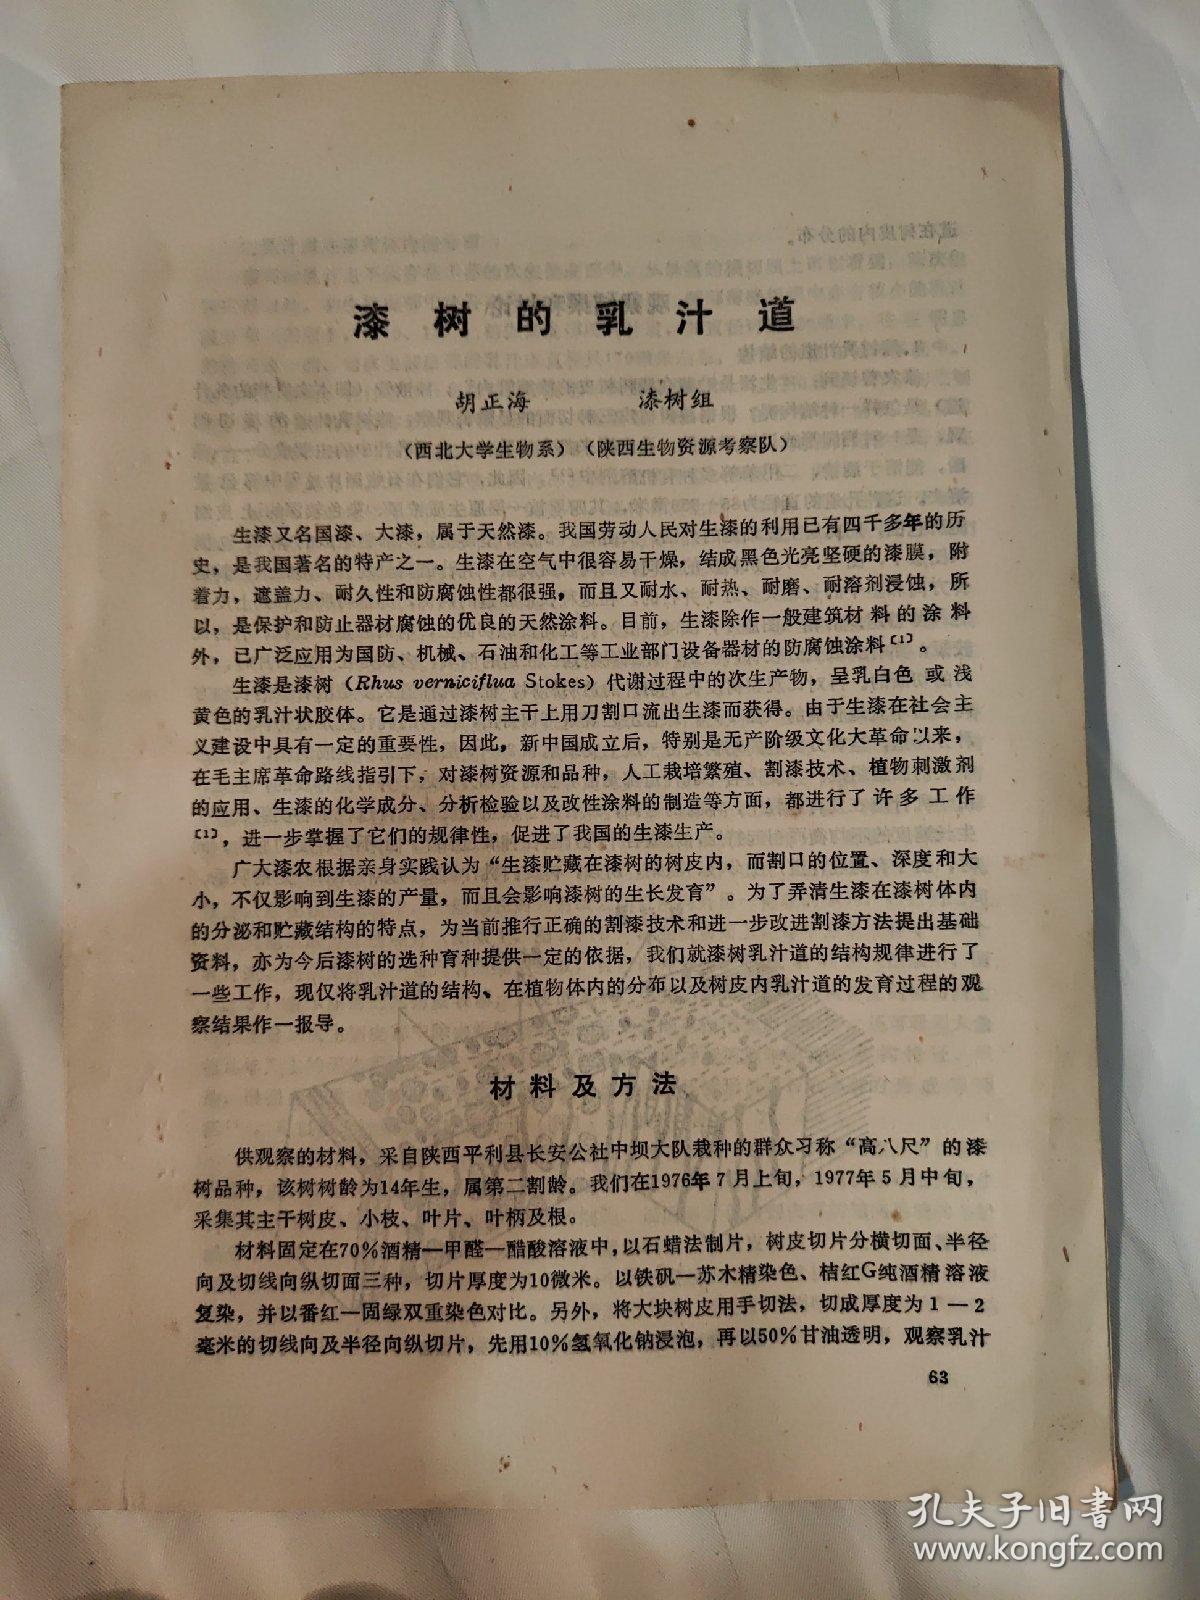 漆树的乳汁道
胡正海 漆树组
（西北大学生物系）（陕西生物资源考察队）
生漆又名国漆、大漆，属于天然漆。我国劳动人民对生漆的利用已有四千多年的历
史，是我国著名的特产之一。生漆在空气中很容易干燥，结成黑色光亮坚硬的漆膜，附
着力，遮盖力、耐久性和防腐蚀性都很强，而且又耐水、耐热、耐磨、耐溶剂浸蚀，所
以，是保护和防止器材腐蚀的优良的天然涂料。目前，生漆除作一般建筑材料的涂料
外，已广泛应用为国防、机械、石油和化工等工业部门设备器材的防腐蚀涂料〔1〕。
生漆是漆树（Rhus verniciflua Stokes）代谢过程中的次生产物，呈乳白色或浅
黄色的乳汁状胶体。它是通过漆树主干上用刀割口流出生漆而获得。由于生漆在社会主
义建设中具有一定的重要性，因此，新中国成立后，特别是无产阶级文化大革命以来，
在毛主席革命路线指引下，对漆树资源和品种，人工栽培繁殖、割漆技术、植物刺激剂
的应用、生漆的化学成分、分析检验以及改性涂料的制造等方面，都进行了许多工作
〔1〕，进一步掌握了它们的规律性，促进了我国的生漆生产。
广大漆农根据亲身实践认为“生漆贮藏在漆树的树皮内，而割口的位置、深度和大
小，不仅影响到生漆的产量，而且会影响漆树的生长发育”。为了弄清生漆在漆树体内
的分泌和贮藏结构的特点，为当前推行正确的割漆技术和进一步改进割漆方法提出基础
资料，亦为今后漆树的选种育种提供一定的依据，我们就漆树乳汁道的结构规律进行了
一些工作，现仅将乳汁道的结构、在植物体内的分布以及树皮内乳汁道的发育过程的观
察结果作一报导。
材料及方法
供观察的材料，采自陕西平利县长安公社中坝大队栽种的群众习称“高八尺”的漆
树品种，该树树龄为14年生，属第二割龄。我们在1976年7月上旬，1977年5月中旬，
采集其主干树皮、小枝、叶片、叶柄及根。
材料固定在70%酒精—甲醛—醋酸溶液中，以石蜡法制片，树皮切片分横切面、半径
向及切线向纵切面三种，切片厚度为10微米。以铁矾—苏木精染色、桔红G纯酒精溶液
复染，并以番红—固绿双重染色对比。另外，将大块树皮用手切法，切成厚度为1—2
毫米的切线向及半径向纵切片，先用10%氢氧化钠浸泡，再以50%甘油透明，观察乳汁
63
孔夫子旧书网
www.kongfz.com